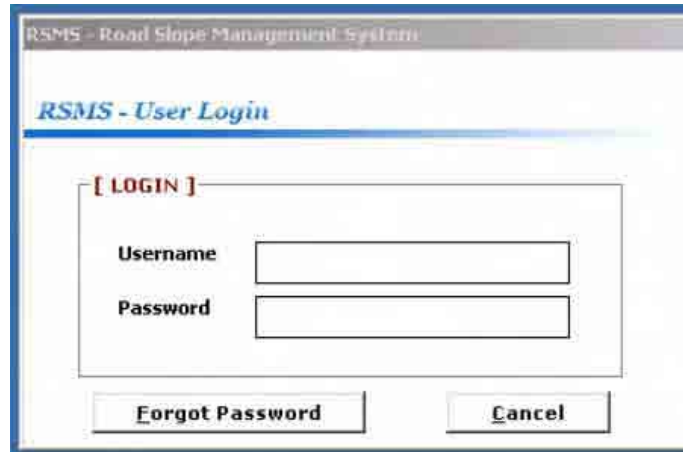 RSMS - Road Slope Management System
RSMS - User Login
[ LOGIN ]
Username
Password
Forgot Password
Cancel